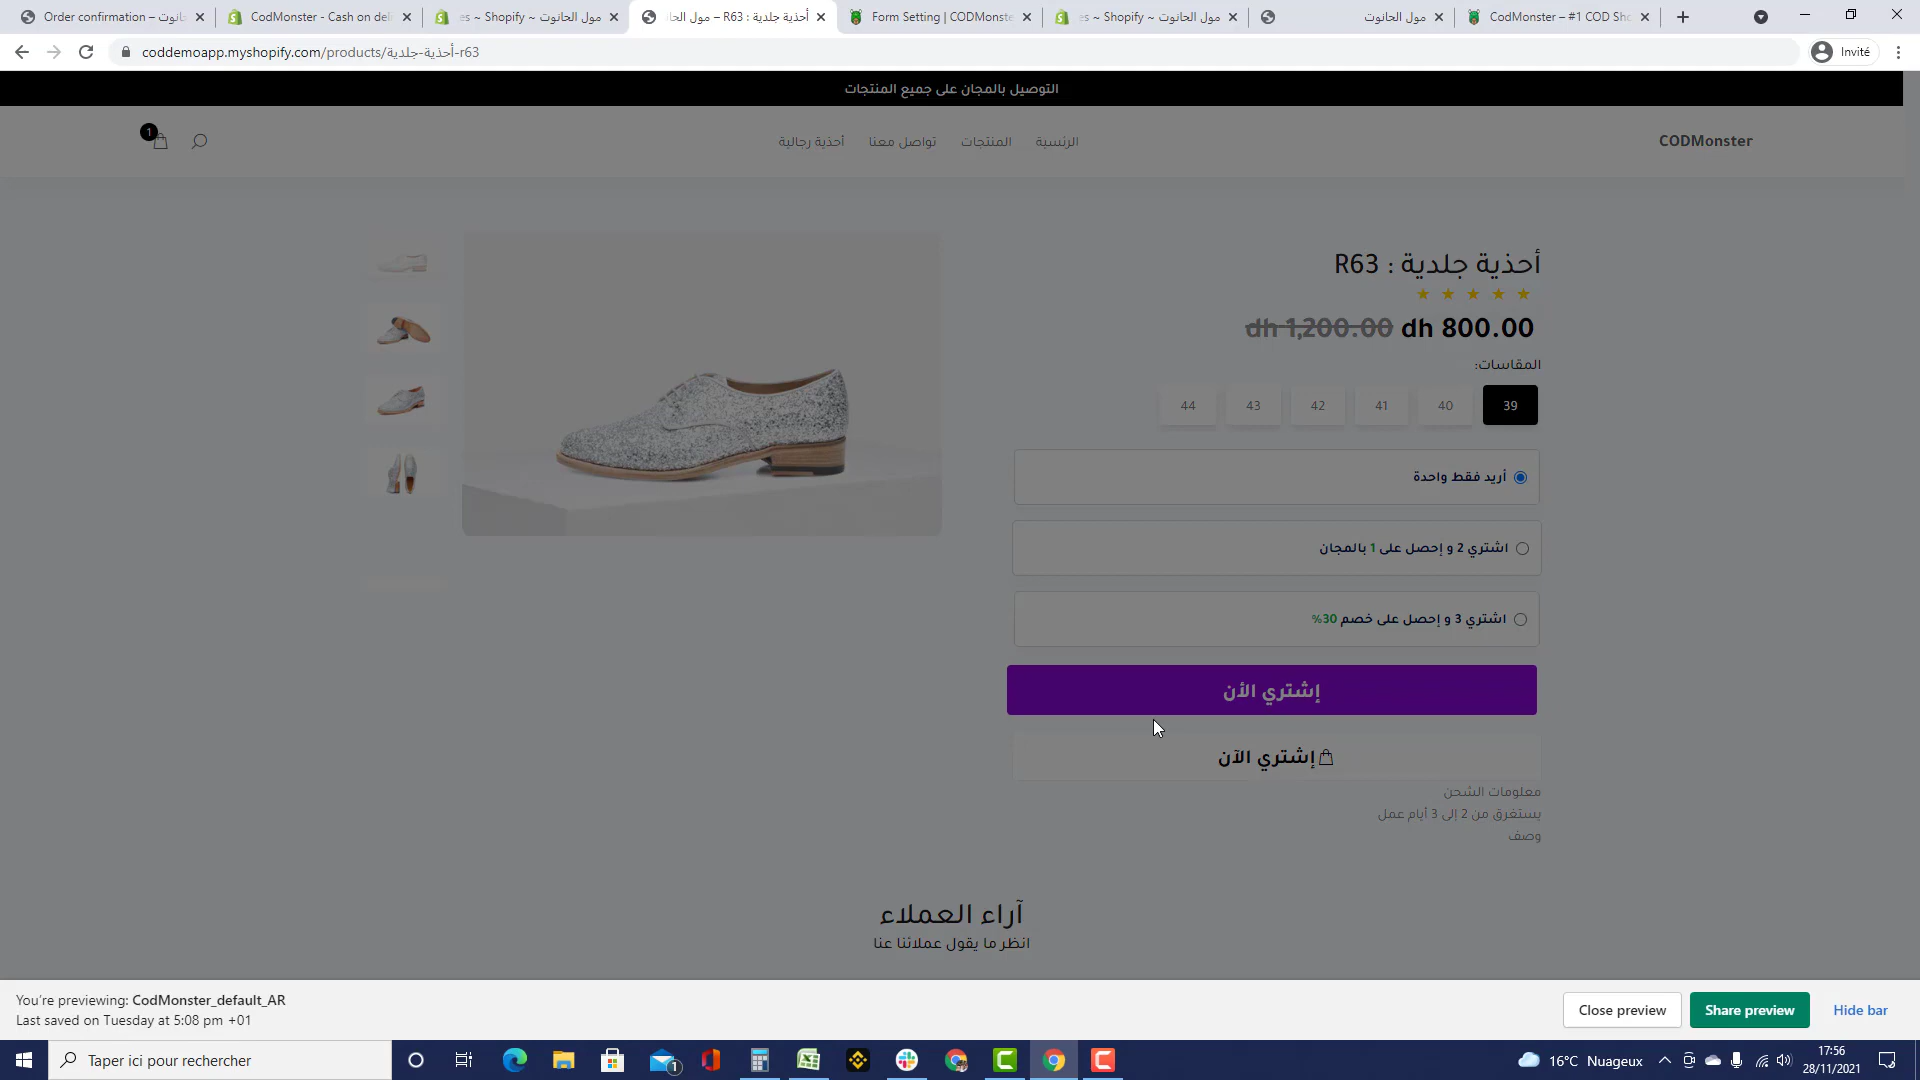 Order confirmation –
CodMonster - Cash on del
مول الحانوت ~ Shopify ~
أحذية جلدية : R63 – مول الحا
Form Setting | CODMonste
مول الحانوت ~ Shopify ~
مول الحانوت
CodMonster – #1 COD Sho
coddemoapp.myshopify.com/products/أحذية-جلدية-r63
Invité
التوصيل بالمجان على جميع المنتجات
CODMonster
الرئسية
المنتجات
تواصل معنا
أحذية رجالية
1
أحذية جلدية : R63
dh 1,200.00 dh 800.00
المقاسات:
39
40
41
42
43
44
أريد فقط واحدة
اشتري 2 و إحصل على 1 بالمجان
اشتري 3 و إحصل على خصم 30%
إشتري الأن
إشتري الآن
معلومات الشحن
يستغرق من 2 إلى 3 أيام عمل
وصف
آراء العملاء
انظر ما يقول عملائنا عنا
You're previewing: CodMonster_default_AR
Last saved on Tuesday at 5:08 pm +01
Close preview
Share preview
Hide bar
Taper ici pour rechercher
1
16°C Nuageux
17:56
28/11/2021